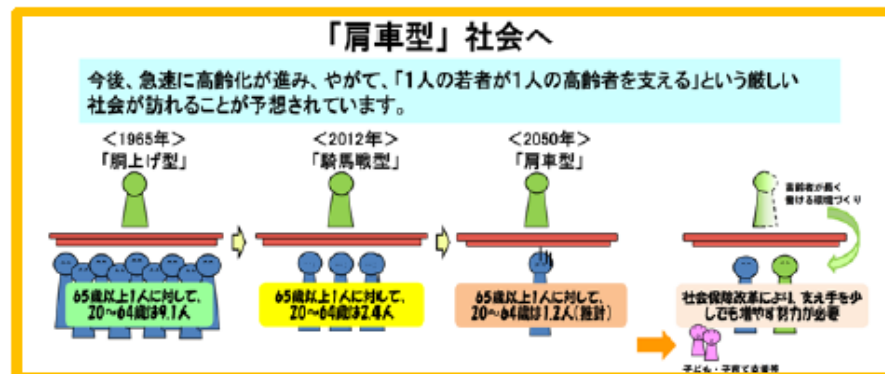 「肩車型」社会へ
今後、急速に高齢化が進み、やがて、「1人の若者が1人の高齢者を支える」という厳しい
社会が訪れることが予想されています。
＜1965年＞
「胴上げ型」
＜2012年＞
「騎馬戦型」
＜2050年＞
「肩車型」
高齢者が長く
働ける環境づくり
65歳以上1人に対して、
20～64歳は9.1人
65歳以上1人に対して、
20～64歳は2.4人
65歳以上1人に対して、
20～64歳は1.2人(推計)
社会保障改革により、支え手を少
しでも増やす努力が必要
子ども・子育て支援等